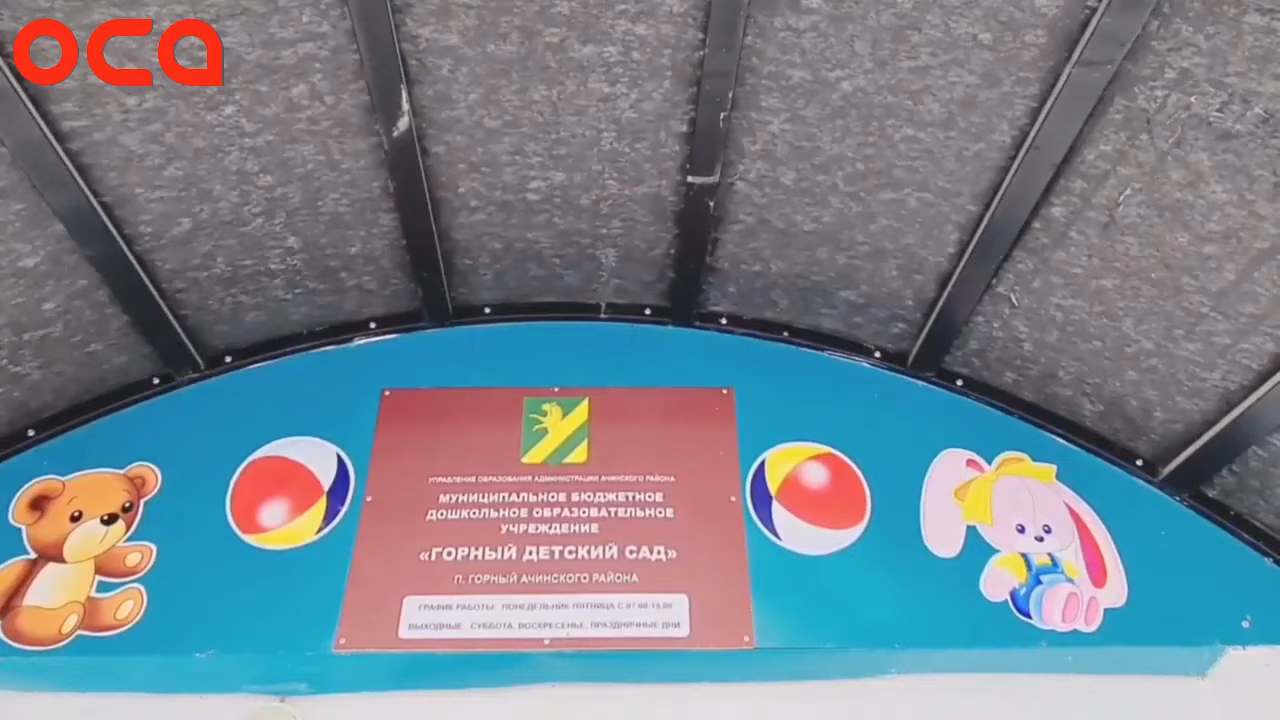 оса
УПРАВЛЕНИЕ ОБРАЗОВАНИЯ АДМИНИСТРАЦИИ АЧИНСКОГО РАЙОНА
МУНИЦИПАЛЬНОЕ БЮДЖЕТНОЕ
ДОШКОЛЬНОЕ ОБРАЗОВАТЕЛЬНОЕ
УЧРЕЖДЕНИЕ
«ГОРНЫЙ ДЕТСКИЙ САД»
П. ГОРНЫЙ АЧИНСКОГО РАЙОНА
ГРАФИК РАБОТЫ: ПОНЕДЕЛЬНИК-ПЯТНИЦА С 07.00-19.00
ВЫХОДНЫЕ: СУББОТА, ВОСКРЕСЕНЬЕ, ПРАЗДНИЧНЫЕ ДНИ